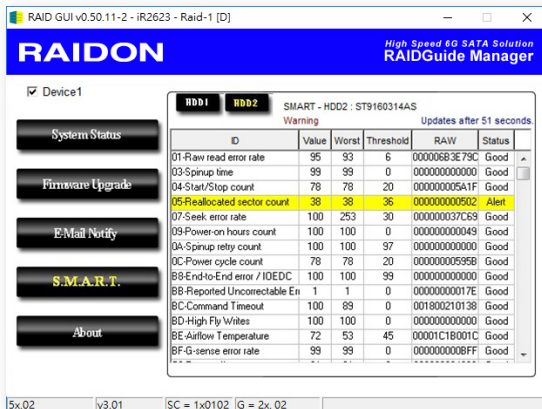 RAID GUI v0.50.11-2 - iR2623 - Raid-1 [D]
RAIDON
High Speed 6G SATA Solution
RAIDGuide Manager
Device1
System Status
Firmware Upgrade
E-Mail Notify
S.M.A.R.T.
About
HDD1 HDD2 SMART - HDD2 : ST9160314AS
Warning Updates after 51 seconds.
ID Value Worst Threshold RAW Status
01-Raw read error rate 95 93 6 000006B3E79C Good
03-Spinup time 99 99 0 000000000000 Good
04-Start/Stop count 78 78 20 000000005A1F Good
05-Reallocated sector count 38 38 36 000000000502 Alert
07-Seek error rate 100 253 30 000000037C69 Good
09-Power-on hours count 100 100 0 000000000049 Good
0A-Spinup retry count 100 100 97 000000000000 Good
0C-Power cycle count 78 78 20 00000000595B Good
B8-End-to-End error / IOEDC 100 100 99 000000000000 Good
BB-Reported Uncorrectable En 1 1 0 00000000017E Good
BC-Command Timeout 100 89 0 001800210138 Good
BD-High Fly Writes 100 100 0 000000000000 Good
BE-Airflow Temperature 72 53 45 00001C1B001C Good
BF-G-sense error rate 99 99 0 000000000BFF Good
5x.02 v3.01 SC = 1x0102 G = 2x. 02